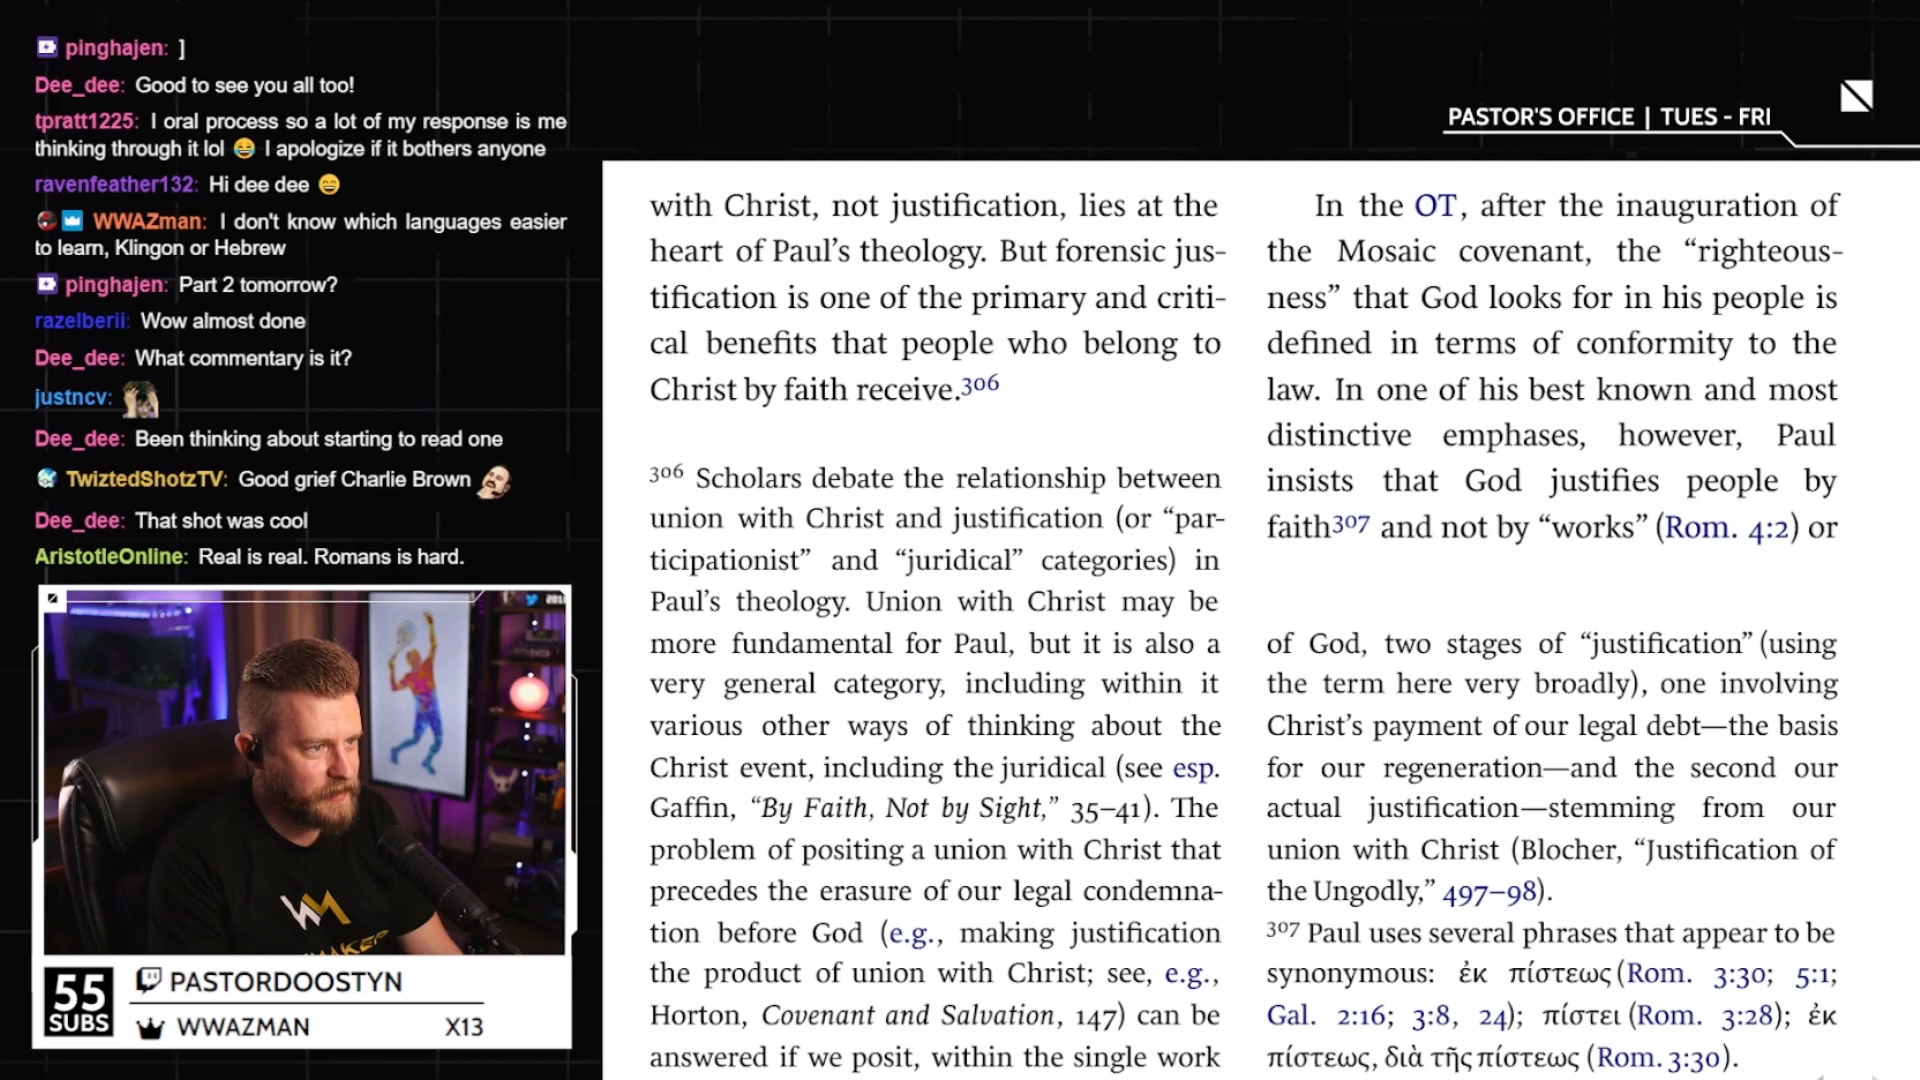 pinghajen: ]
Dee_dee: Good to see you all too!
tpratt1225: I oral process so a lot of my response is me
thinking through it lol 😂 I apologize if it bothers anyone
ravenfeather132: Hi dee dee 😄
WWAZman: I don't know which languages easier
to learn, Klingon or Hebrew
pinghajen: Part 2 tomorrow?
razelberii: Wow almost done
Dee_dee: What commentary is it?
justncv:
Dee_dee: Been thinking about starting to read one
TwiztedShotzTV: Good grief Charlie Brown
Dee_dee: That shot was cool
AristotleOnline: Real is real. Romans is hard.
55
SUBS
PASTORDOOSTYN
WWAZMAN X13
PASTOR'S OFFICE | TUES - FRI
with Christ, not justification, lies at the
heart of Paul’s theology. But forensic jus-
tification is one of the primary and criti-
cal benefits that people who belong to
Christ by faith receive.306
306 Scholars debate the relationship between
union with Christ and justification (or “par-
ticipationist” and “juridical” categories) in
Paul’s theology. Union with Christ may be
more fundamental for Paul, but it is also a
very general category, including within it
various other ways of thinking about the
Christ event, including the juridical (see esp.
Gaffin, “By Faith, Not by Sight,” 35–41). The
problem of positing a union with Christ that
precedes the erasure of our legal condemna-
tion before God (e.g., making justification
the product of union with Christ; see, e.g.,
Horton, Covenant and Salvation, 147) can be
answered if we posit, within the single work
In the OT, after the inauguration of
the Mosaic covenant, the “righteous-
ness” that God looks for in his people is
defined in terms of conformity to the
law. In one of his best known and most
distinctive emphases, however, Paul
insists that God justifies people by
faith307 and not by “works” (Rom. 4:2) or
of God, two stages of “justification” (using
the term here very broadly), one involving
Christ’s payment of our legal debt—the basis
for our regeneration—and the second our
actual justification—stemming from our
union with Christ (Blocher, “Justification of
the Ungodly,” 497–98).
307 Paul uses several phrases that appear to be
synonymous: ἐκ πίστεως (Rom. 3:30; 5:1;
Gal. 2:16; 3:8, 24); πίστει (Rom. 3:28); ἐκ
πίστεως, διὰ τῆς πίστεως (Rom. 3:30).